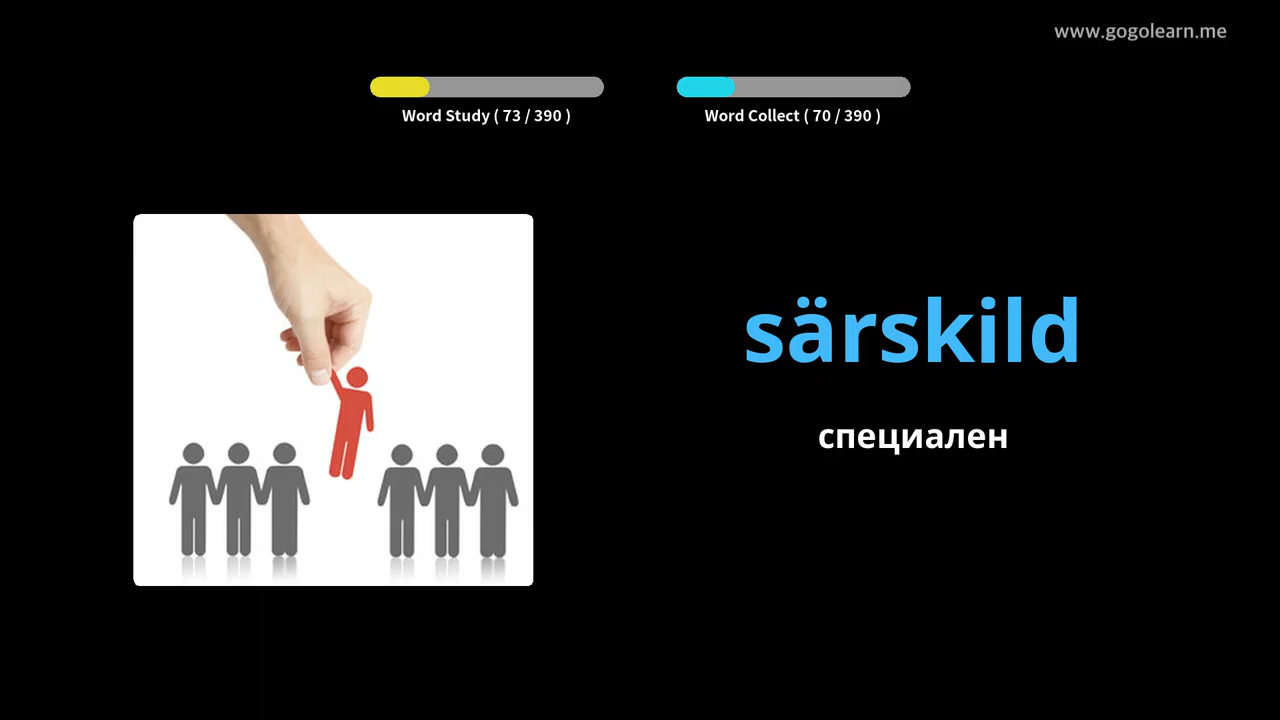 www.gogolearn.me
Word Study ( 73 / 390 )
Word Collect ( 70 / 390 )
särskild
специален